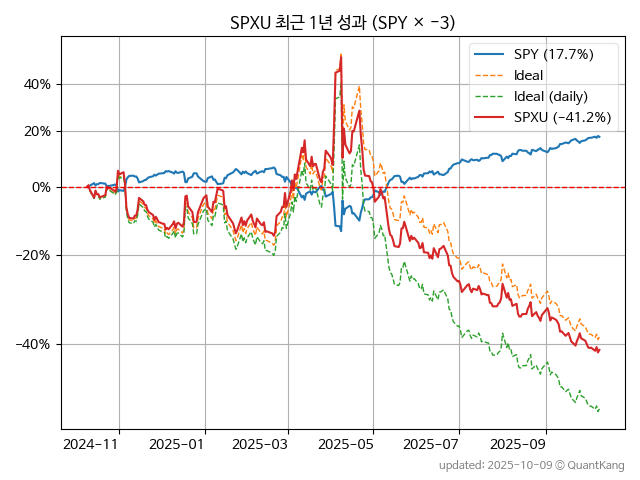 SPXU 최근 1년 성과 (SPY × −3)
SPY (17.7%)
Ideal
Ideal (daily)
SPXU (−41.2%)
40%
20%
0%
−20%
−40%
2024-11
2025-01
2025-03
2025-05
2025-07
2025-09
updated: 2025-10-09 © QuantKang